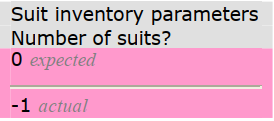 Suit inventory parameters
Number of suits?
0 expected
-1 actual